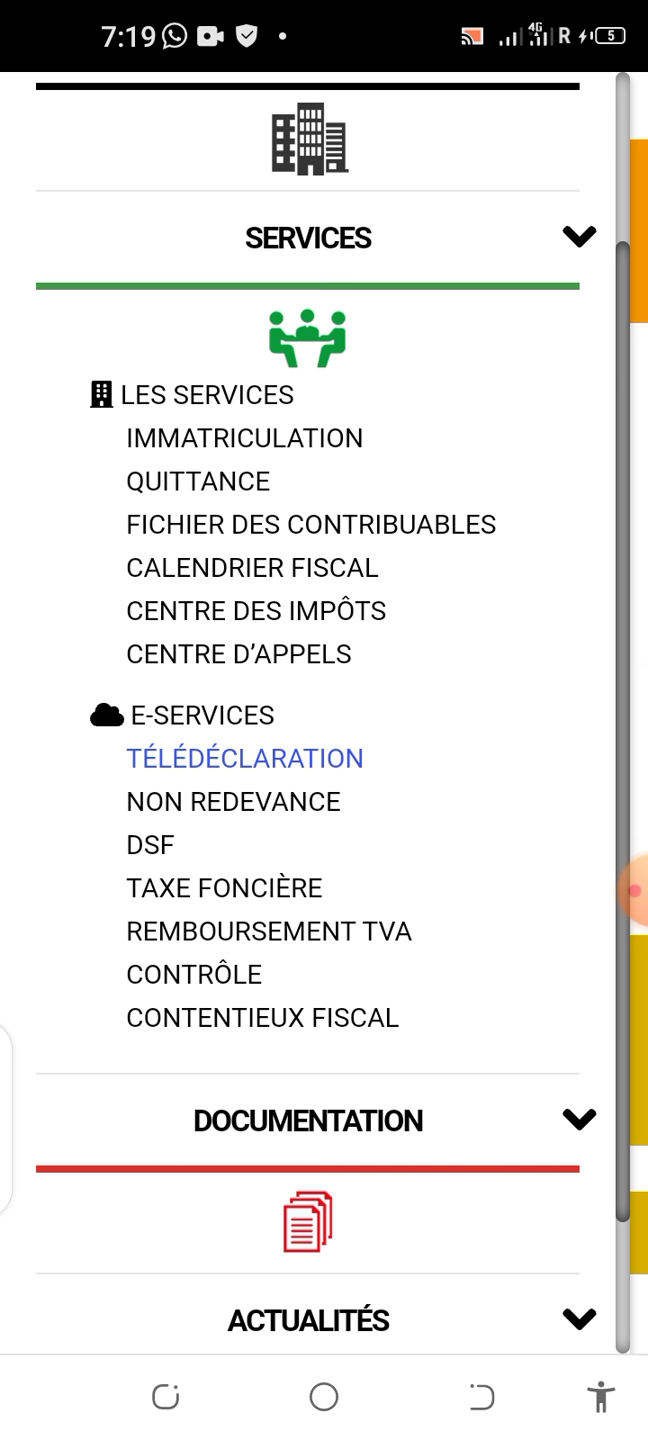 7:19
4G
R
5
SERVICES
LES SERVICES
IMMATRICULATION
QUITTANCE
FICHIER DES CONTRIBUABLES
CALENDRIER FISCAL
CENTRE DES IMPÔTS
CENTRE D’APPELS
E-SERVICES
TÉLÉDÉCLARATION
NON REDEVANCE
DSF
TAXE FONCIÈRE
REMBOURSEMENT TVA
CONTRÔLE
CONTENTIEUX FISCAL
DOCUMENTATION
ACTUALITÉS